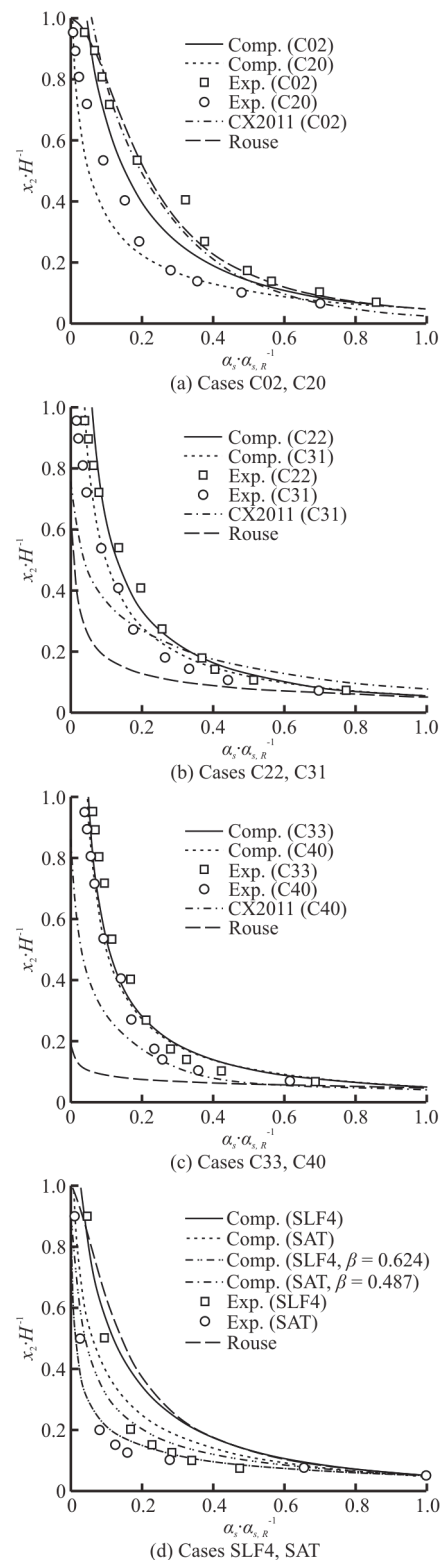 1.0
0.8
0.6
0.4
0.2
0
x₂·H⁻¹
Comp. (C02)
Comp. (C20)
Exp. (C02)
Exp. (C20)
CX2011 (C02)
Rouse
0 0.2 0.4 0.6 0.8 1.0
αₛ·αₛ,R⁻¹
(a) Cases C02, C20
1.0
0.8
0.6
0.4
0.2
0
x₂·H⁻¹
Comp. (C22)
Comp. (C31)
Exp. (C22)
Exp. (C31)
CX2011 (C31)
Rouse
0 0.2 0.4 0.6 0.8 1.0
αₛ·αₛ,R⁻¹
(b) Cases C22, C31
1.0
0.8
0.6
0.4
0.2
0
x₂·H⁻¹
Comp. (C33)
Comp. (C40)
Exp. (C33)
Exp. (C40)
CX2011 (C40)
Rouse
0 0.2 0.4 0.6 0.8 1.0
αₛ·αₛ,R⁻¹
(c) Cases C33, C40
1.0
0.8
0.6
0.4
0.2
0
x₂·H⁻¹
Comp. (SLF4)
Comp. (SAT)
Comp. (SLF4, β = 0.624)
Comp. (SAT, β = 0.487)
Exp. (SLF4)
Exp. (SAT)
Rouse
0 0.2 0.4 0.6 0.8 1.0
αₛ·αₛ,R⁻¹
(d) Cases SLF4, SAT